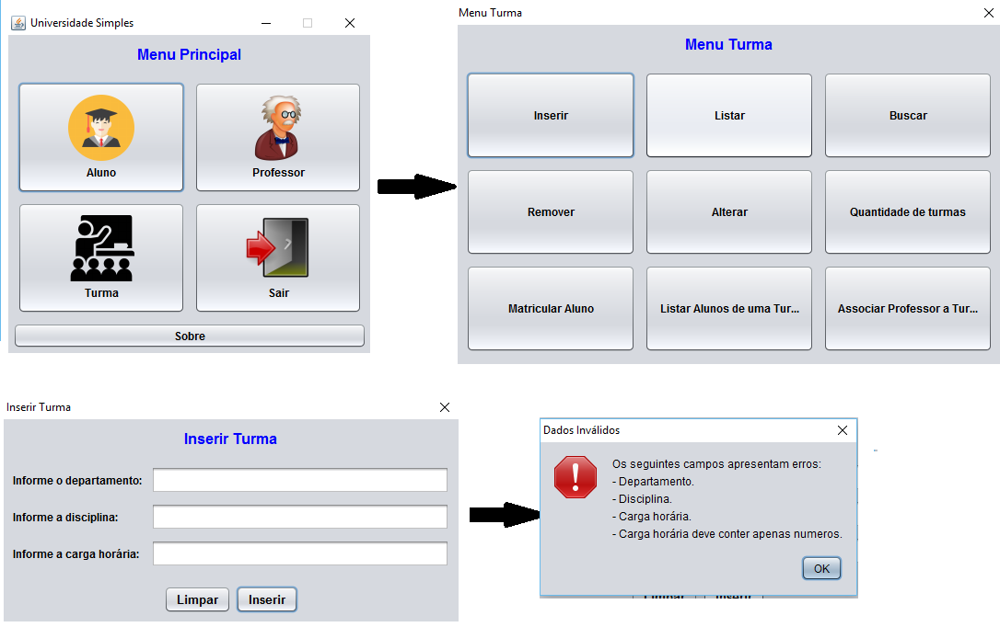 Universidade Simples
Menu Principal
Aluno
Professor
Turma
Sair
Sobre
Menu Turma
Menu Turma
Inserir
Listar
Buscar
Remover
Alterar
Quantidade de turmas
Matricular Aluno
Listar Alunos de uma Tur...
Associar Professor a Tur...
Inserir Turma
Inserir Turma
Informe o departamento:
Informe a disciplina:
Informe a carga horária:
Limpar
Inserir
Dados Inválidos
Os seguintes campos apresentam erros:
- Departamento.
- Disciplina.
- Carga horária.
- Carga horária deve conter apenas numeros.
OK
Limpar
Inserir